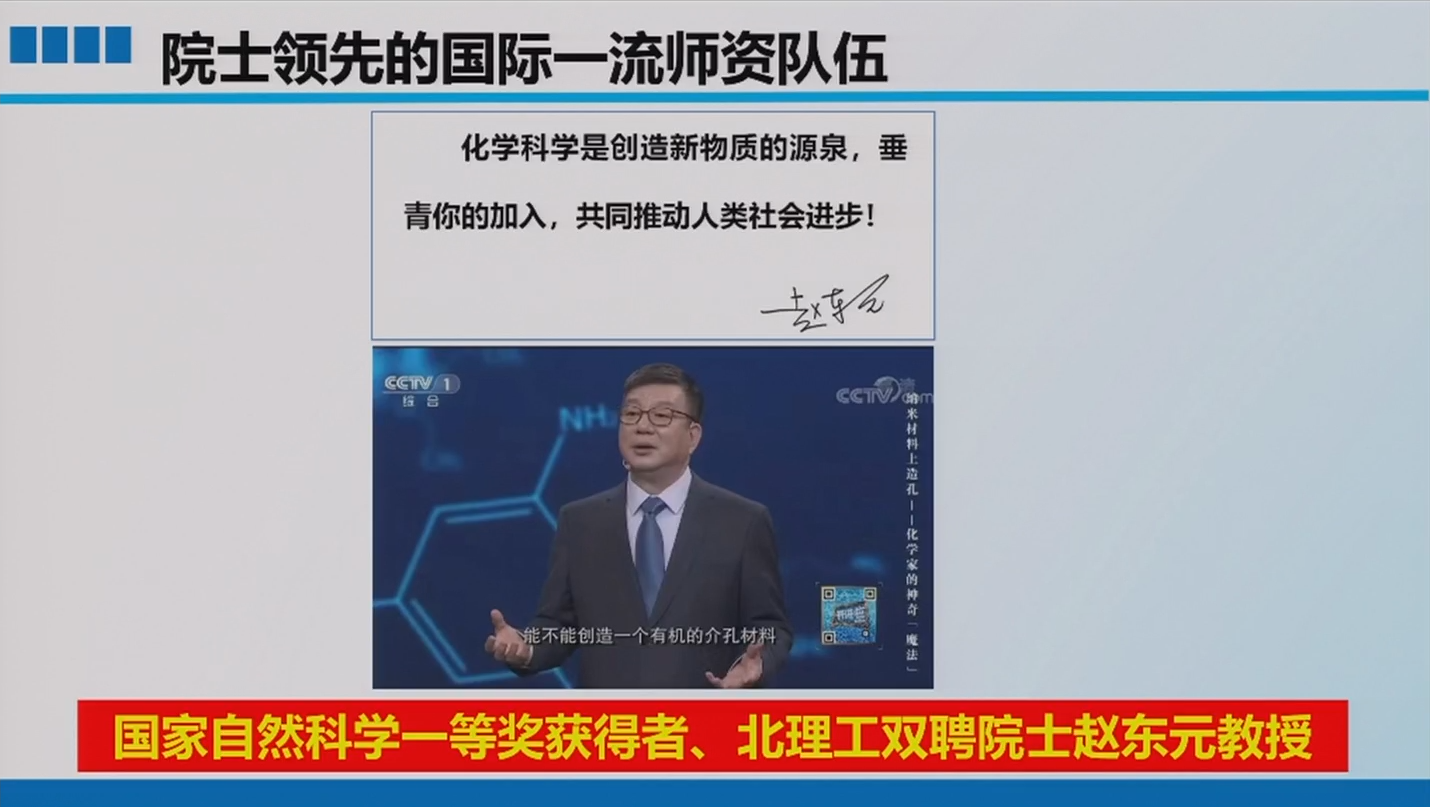 院士领先的国际一流师资队伍
化学科学是创造新物质的源泉，垂
青你的加入，共同推动人类社会进步！
赵东元
CCTV 1
综合
NH₂
CCTV.com
纳米材料上造孔——化学家的神奇「魔法」
能不能创造一个有机的介孔材料
国家自然科学一等奖获得者、北理工双聘院士赵东元教授